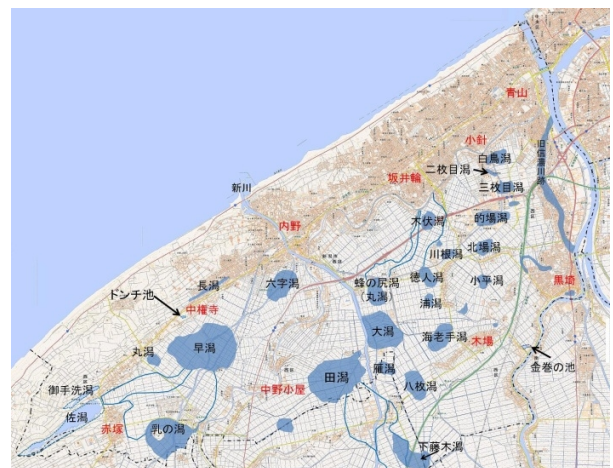 青山
小針
白鳥潟
二枚目潟
三枚目潟
旧信濃川跡
坂井輪
新川
木伏潟
的場潟
内野
川根潟
北場潟
長潟
六字潟
蜂の尻潟
(丸潟)
徳人潟
小平潟
黒埼
ドンチ池
中権寺
浦潟
丸潟
早潟
大潟
海老手潟
木場
御手洗潟
中野小屋
田潟
雁潟
八枚潟
金巻の池
佐潟
赤塚
乳の潟
下藤木潟